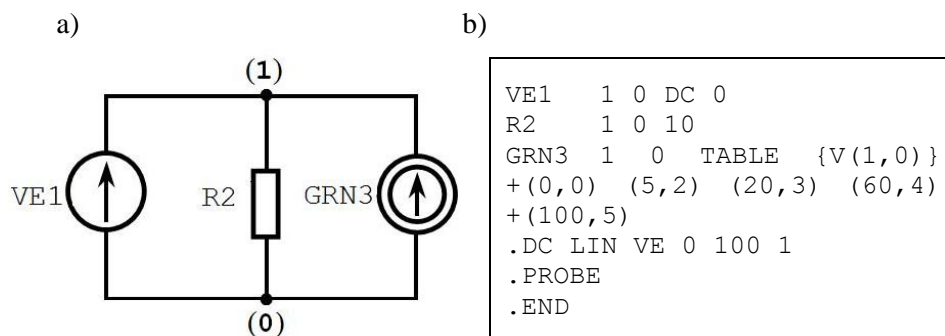 a)
b)
(1)
VE1
R2
GRN3
(0)
VE1 1 0 DC 0
R2 1 0 10
GRN3 1 0 TABLE {V(1,0)}
+(0,0) (5,2) (20,3) (60,4)
+(100,5)
.DC LIN VE 0 100 1
.PROBE
.END